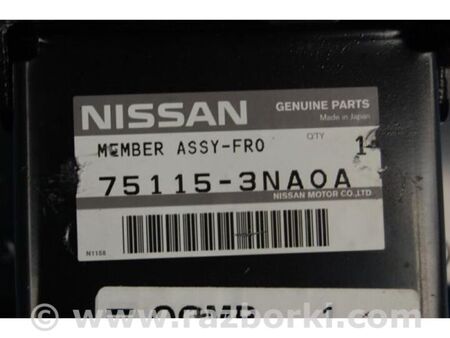 NISSAN
GENUINE PARTS
Made in Japan
MEMBER ASSY-FRO
Q'TY
1
75115-3NA0A
NISSAN MOTOR CO.,LTD
N1158
© www.razborki.com